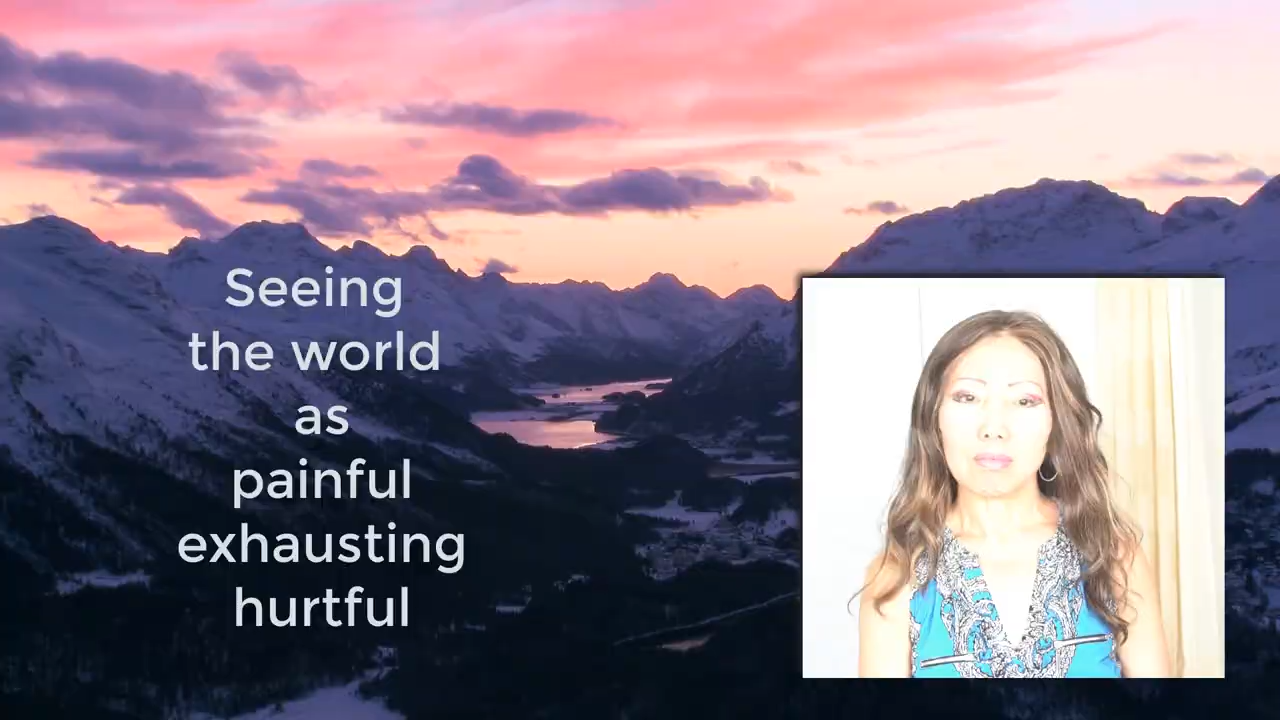 Seeing
the world
as
painful
exhausting
hurtful